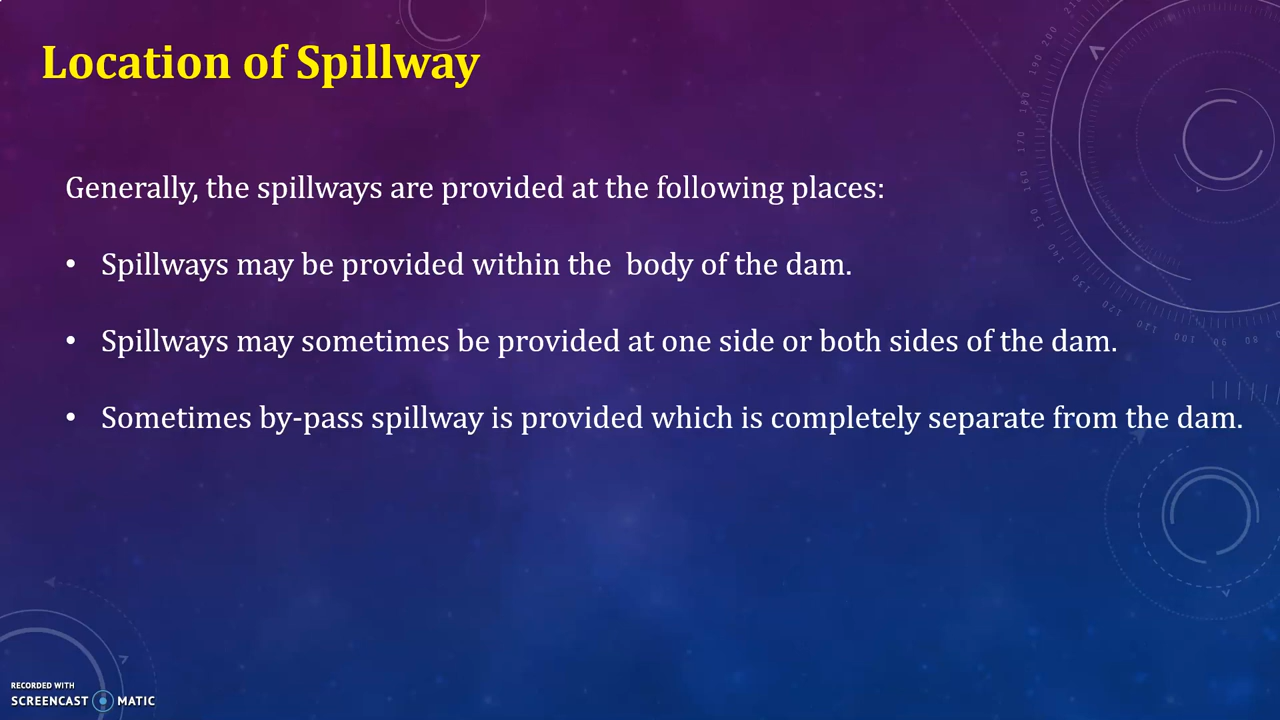 Location of Spillway
Generally, the spillways are provided at the following places:
• Spillways may be provided within the  body of the dam.
• Spillways may sometimes be provided at one side or both sides of the dam.
• Sometimes by-pass spillway is provided which is completely separate from the dam.
RECORDED WITH
SCREENCAST MATIC